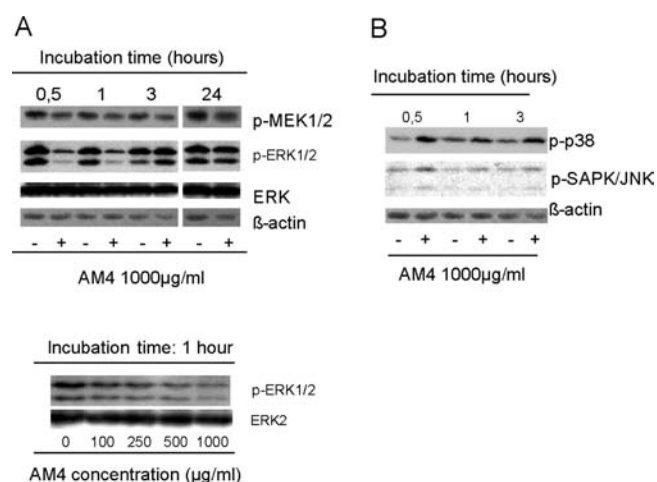 A
Incubation time (hours)
0,5 1 3 24
p-MEK1/2
p-ERK1/2
ERK
ß-actin
- + - + - + - +
AM4 1000µg/ml
Incubation time: 1 hour
p-ERK1/2
ERK2
0 100 250 500 1000
AM4 concentration (µg/ml)
B
Incubation time (hours)
0,5 1 3
p-p38
p-SAPK/JNK
ß-actin
- + - + - +
AM4 1000µg/ml